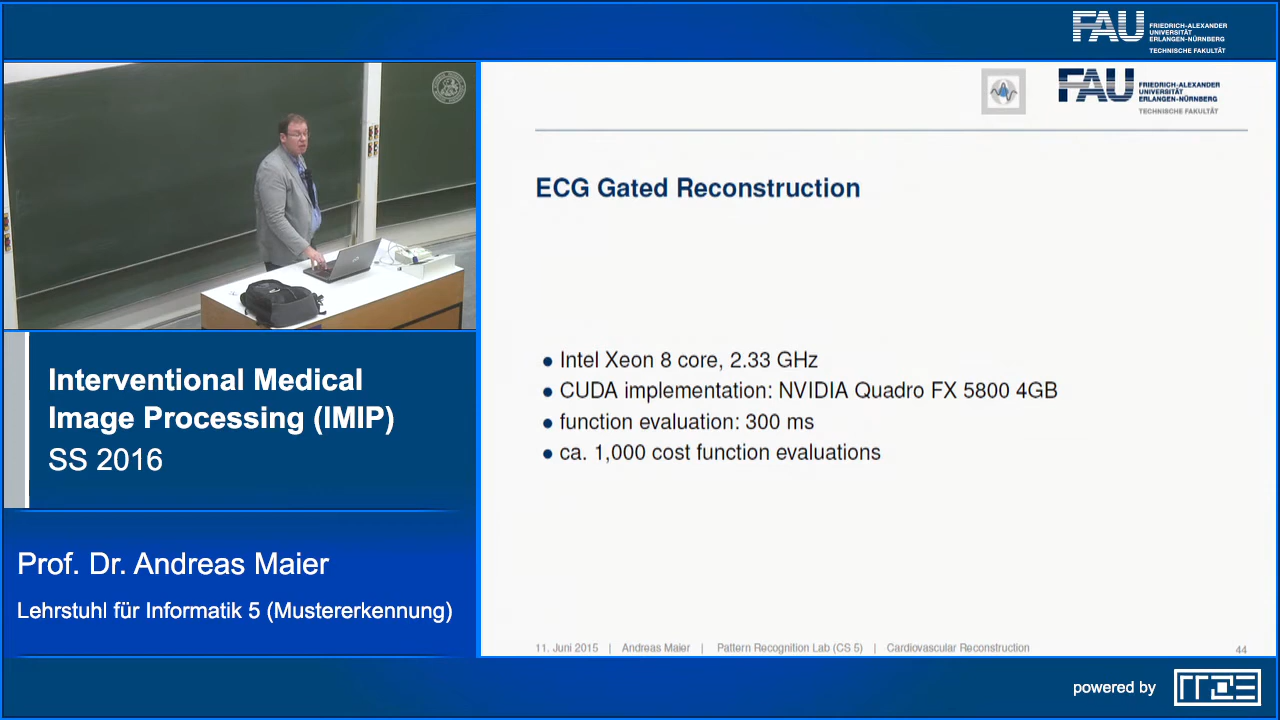 FAU FRIEDRICH-ALEXANDER
UNIVERSITÄT
ERLANGEN-NÜRNBERG
TECHNISCHE FAKULTÄT
FAU FRIEDRICH-ALEXANDER
UNIVERSITÄT
ERLANGEN-NÜRNBERG
TECHNISCHE FAKULTÄT
ECG Gated Reconstruction
● Intel Xeon 8 core, 2.33 GHz
● CUDA implementation: NVIDIA Quadro FX 5800 4GB
● function evaluation: 300 ms
● ca. 1,000 cost function evaluations
11. Juni 2015 | Andreas Maier | Pattern Recognition Lab (CS 5) | Cardiovascular Reconstruction 44
Interventional Medical
Image Processing (IMIP)
SS 2016
Prof. Dr. Andreas Maier
Lehrstuhl für Informatik 5 (Mustererkennung)
powered by RRZE